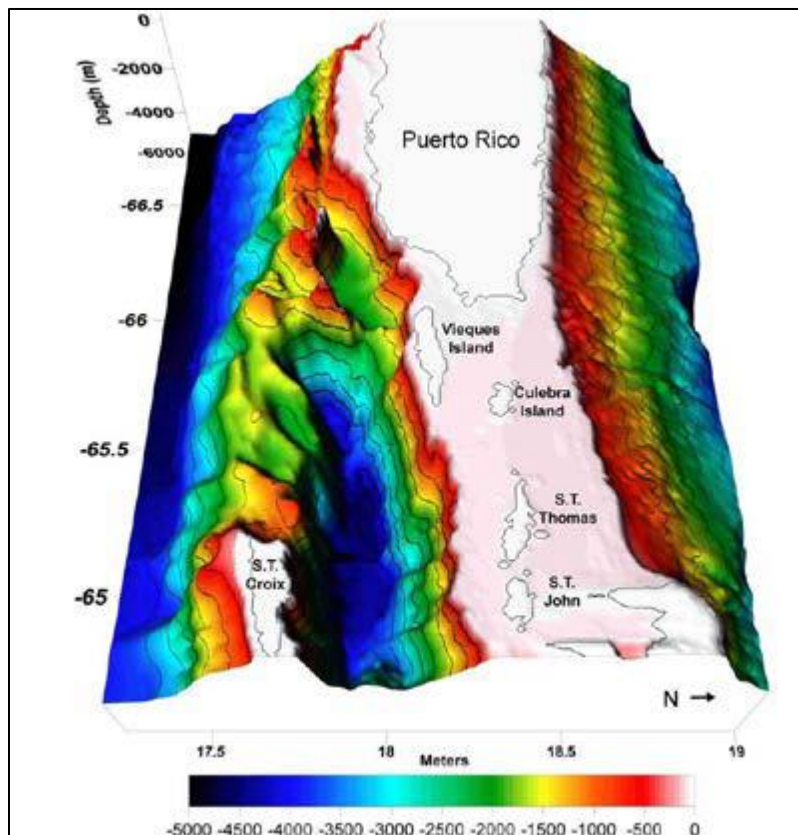 0
-2000
-4000
-6000
Depth (m)
-66.5
-66
-65.5
-65
Puerto Rico
Vieques
Island
Culebra
Island
S.T.
Thomas
S.T.
Croix
S.T.
John
N
17.5
18
18.5
19
Meters
-5000 -4500 -4000 -3500 -3000 -2500 -2000 -1500 -1000 -500 0